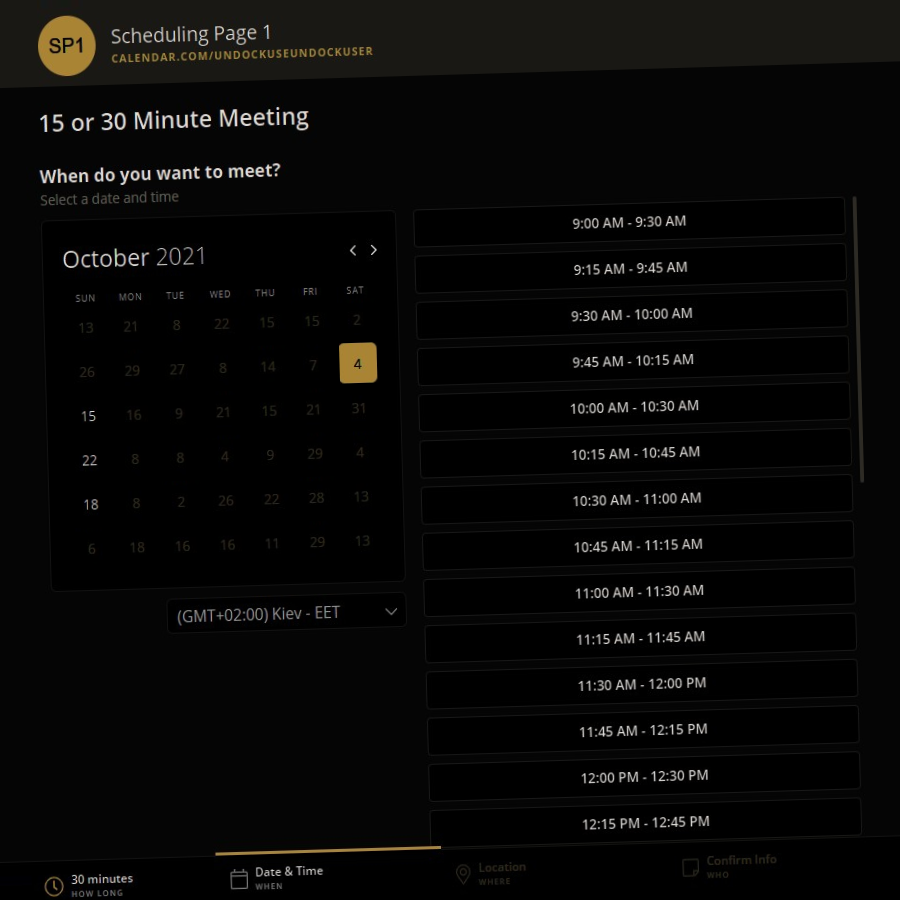 SP1
Scheduling Page 1
CALENDAR.COM/UNDOCKUSEUNDOCKUSER
15 or 30 Minute Meeting
When do you want to meet?
Select a date and time
October 2021
SUN MON TUE WED THU FRI SAT
13 21 8 22 15 15 2
26 29 27 8 14 7 4
15 16 9 21 15 21 31
22 8 8 4 9 29 4
18 8 2 26 22 28 13
6 18 16 16 11 29 13
(GMT+02:00) Kiev - EET
9:00 AM - 9:30 AM
9:15 AM - 9:45 AM
9:30 AM - 10:00 AM
9:45 AM - 10:15 AM
10:00 AM - 10:30 AM
10:15 AM - 10:45 AM
10:30 AM - 11:00 AM
10:45 AM - 11:15 AM
11:00 AM - 11:30 AM
11:15 AM - 11:45 AM
11:30 AM - 12:00 PM
11:45 AM - 12:15 PM
12:00 PM - 12:30 PM
12:15 PM - 12:45 PM
30 minutes
HOW LONG
Date & Time
WHEN
Location
WHERE
Confirm Info
WHO